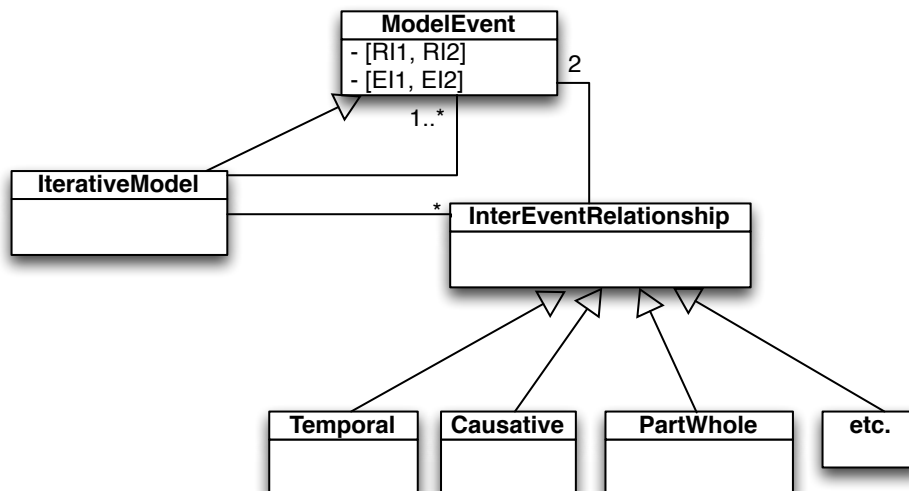 ModelEvent
- [RI1, RI2]
- [EI1, EI2]
2
1..*
IterativeModel
*
InterEventRelationship
Temporal
Causative
PartWhole
etc.